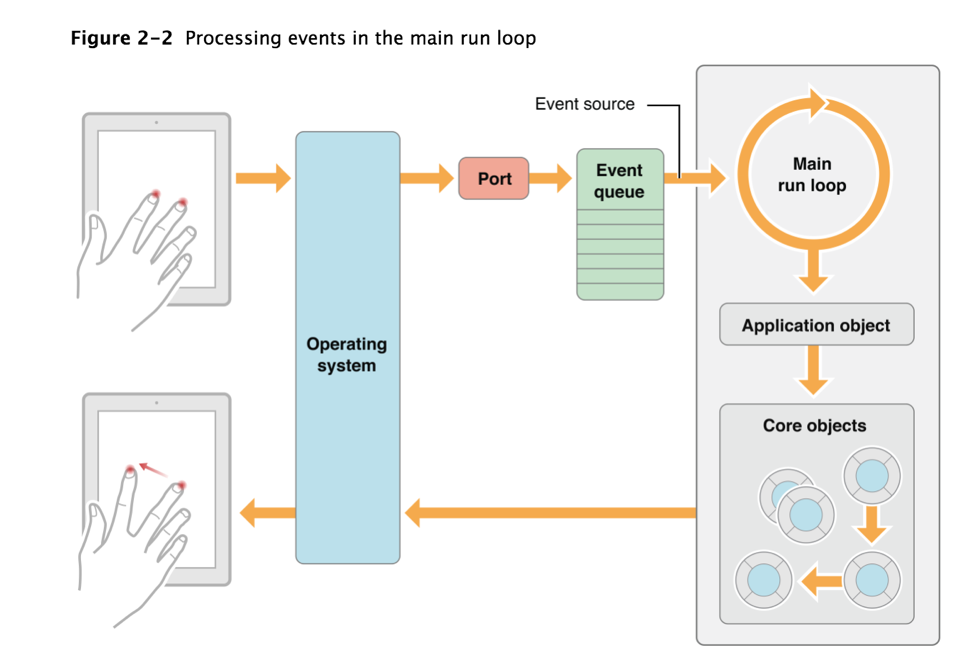 Figure 2–2 Processing events in the main run loop
Event source
Port
Event
queue
Main
run loop
Operating
system
Application object
Core objects